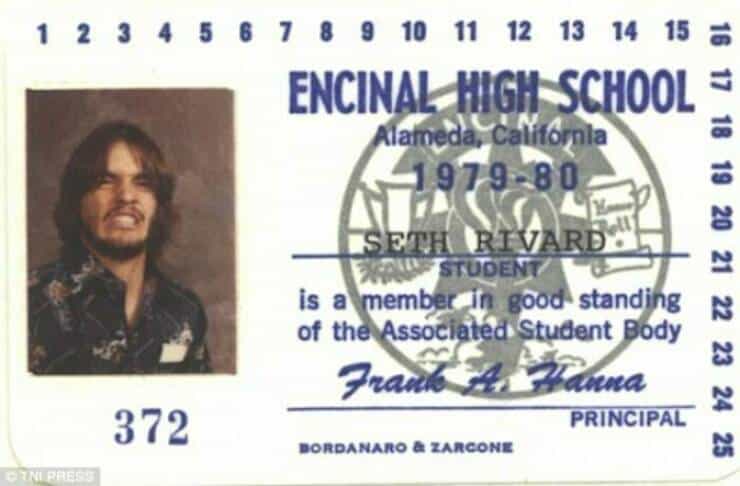 1 2 3 4 5 6 7 8 9 10 11 12 13 14 15 16 17 18 19 20 21 22 23 24 25
ENCINAL HIGH SCHOOL
Alameda, California
1979-80
SETH RIVARD
STUDENT
is a member in good standing
of the Associated Student Body
Frank A. Hanna
PRINCIPAL
372
BORDANARO & ZARCONE
© TNI PRESS